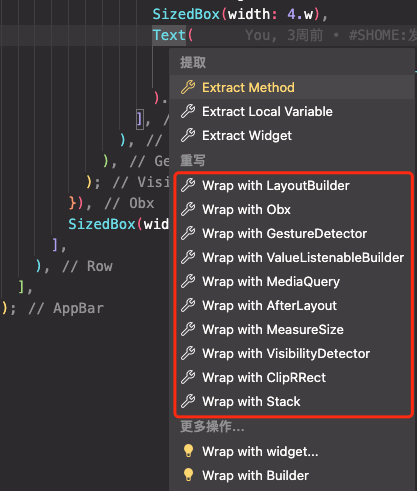 SizedBox(width: 4.w),
Text(        You, 3周前 • #SHOME:发
提取
Extract Method
Extract Local Variable
).
], //
Extract Widget
), //
重写
), // Ge
Wrap with LayoutBuilder
); // Visi
Wrap with Obx
}), // Obx
SizedBox(wid
Wrap with GestureDetector
],
Wrap with ValueListenableBuilder
), // Row
Wrap with MediaQuery
],
Wrap with AfterLayout
); // AppBar
Wrap with MeasureSize
Wrap with VisibilityDetector
Wrap with ClipRRect
Wrap with Stack
更多操作...
Wrap with widget...
Wrap with Builder